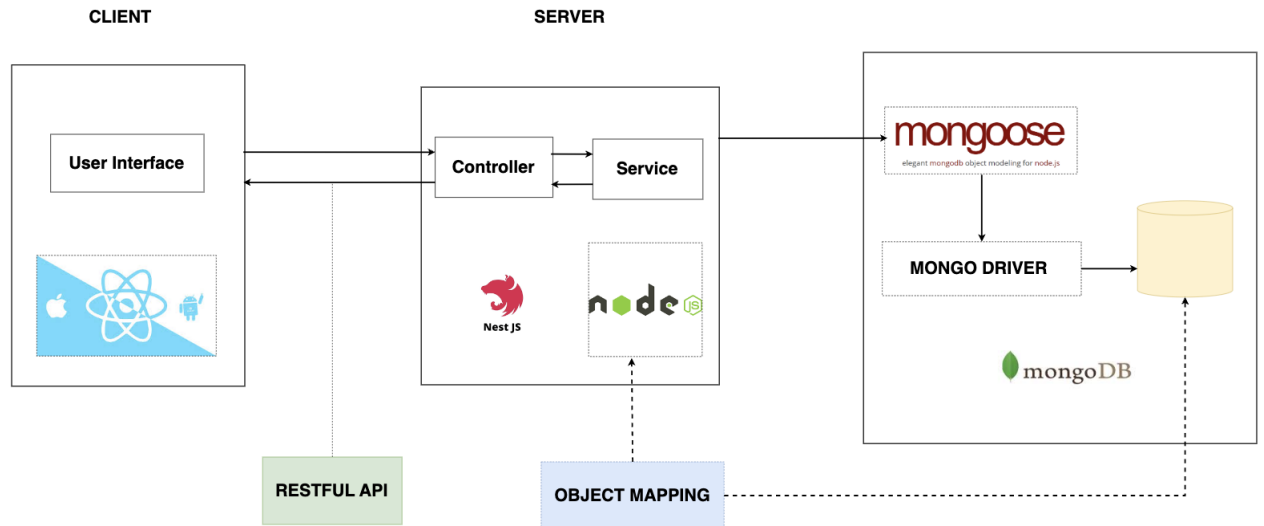 CLIENT
SERVER
User Interface
Controller
Service
mongoose
elegant mongodb object modeling for node.js
MONGO DRIVER
Nest JS
node
JS
mongoDB
RESTFUL API
OBJECT MAPPING